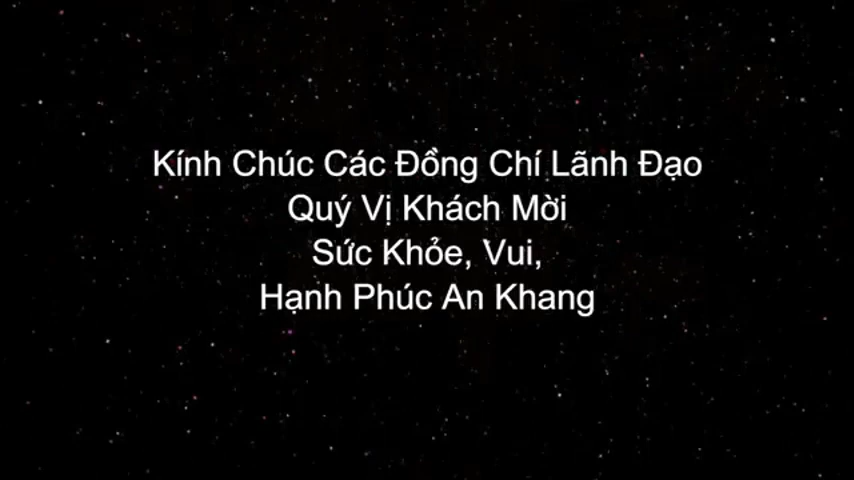 Kính Chúc Các Đồng Chí Lãnh Đạo
Quý Vị Khách Mời
Sức Khỏe, Vui,
Hạnh Phúc An Khang